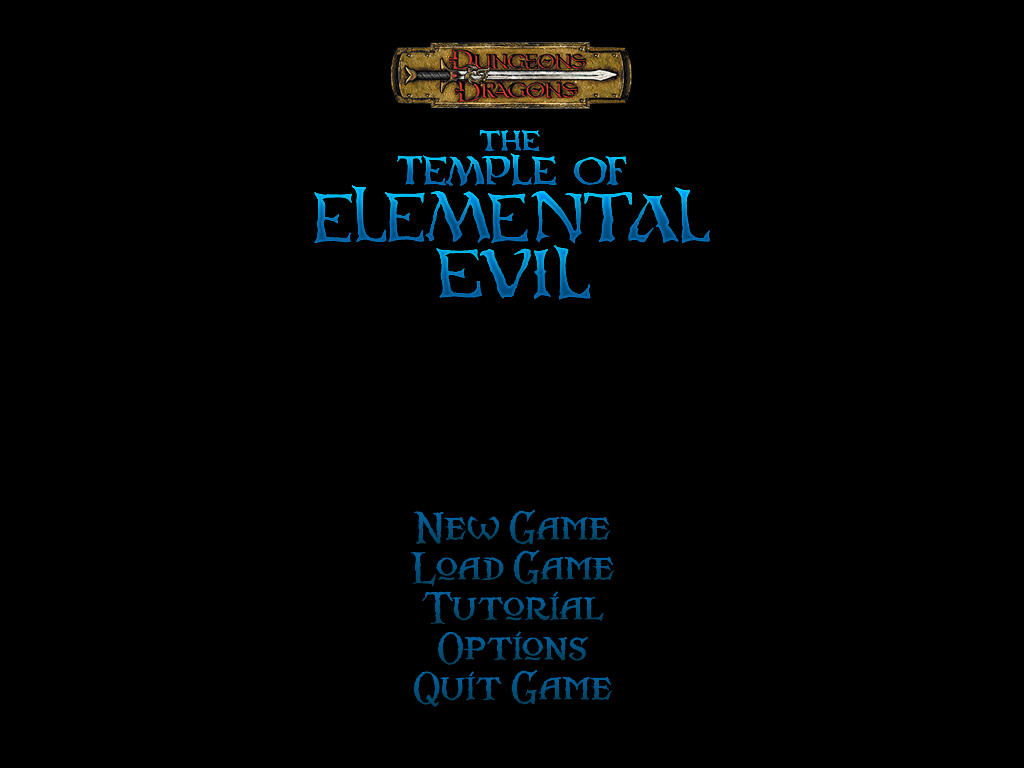 DUNGEONS
&
DRAGONS
THE
TEMPLE OF
ELEMENTAL
EVIL
NEW GAME
LOAD GAME
TUTORIAL
OPTIONS
QUIT GAME